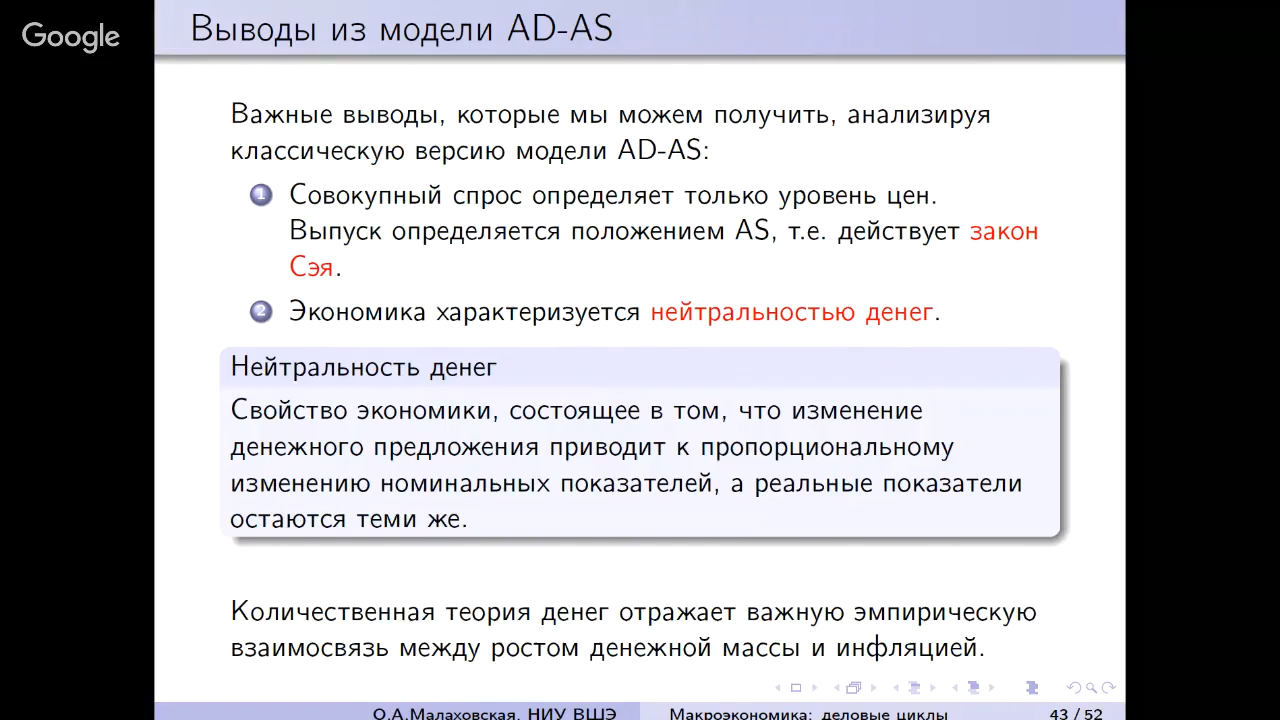 Google
Выводы из модели AD-AS
Важные выводы, которые мы можем получить, анализируя
классическую версию модели AD-AS:
1 Совокупный спрос определяет только уровень цен.
Выпуск определяется положением AS, т.е. действует закон
Сэя.
2 Экономика характеризуется нейтральностью денег.
Нейтральность денег
Свойство экономики, состоящее в том, что изменение
денежного предложения приводит к пропорциональному
изменению номинальных показателей, а реальные показатели
остаются теми же.
Количественная теория денег отражает важную эмпирическую
взаимосвязь между ростом денежной массы и инфляцией.
О.А.Малаховская, НИУ ВШЭ Макроэкономика: деловые циклы 43 / 52